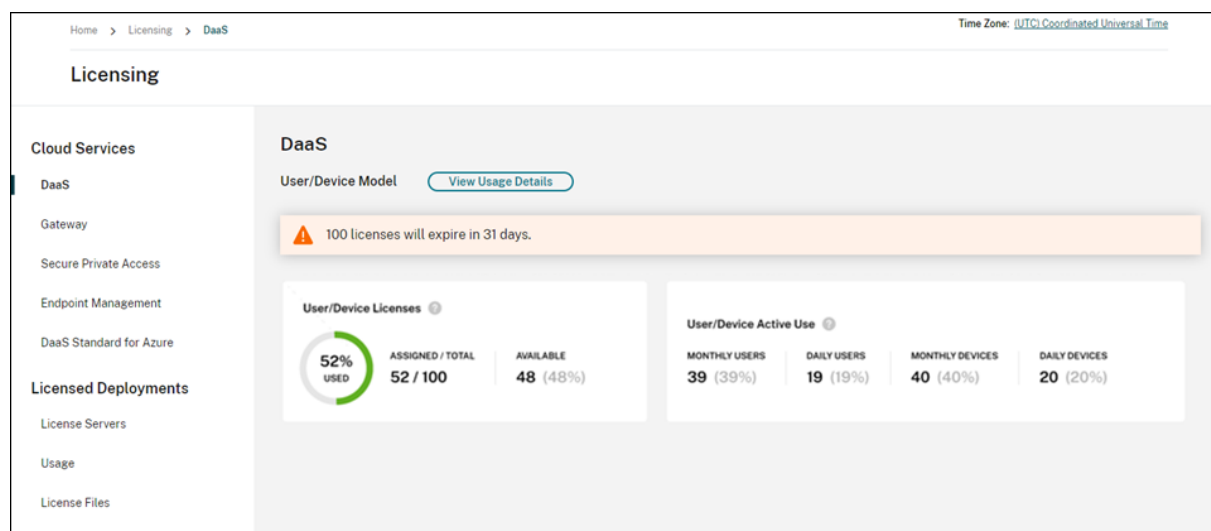 Home > Licensing > DaaS
Time Zone: (UTC) Coordinated Universal Time
Licensing
Cloud Services
DaaS
Gateway
Secure Private Access
Endpoint Management
DaaS Standard for Azure
Licensed Deployments
License Servers
Usage
License Files
DaaS
User/Device Model View Usage Details
100 licenses will expire in 31 days.
User/Device Licenses ?
52%
USED
ASSIGNED / TOTAL
52 / 100
AVAILABLE
48 (48%)
User/Device Active Use ?
MONTHLY USERS
39 (39%)
DAILY USERS
19 (19%)
MONTHLY DEVICES
40 (40%)
DAILY DEVICES
20 (20%)